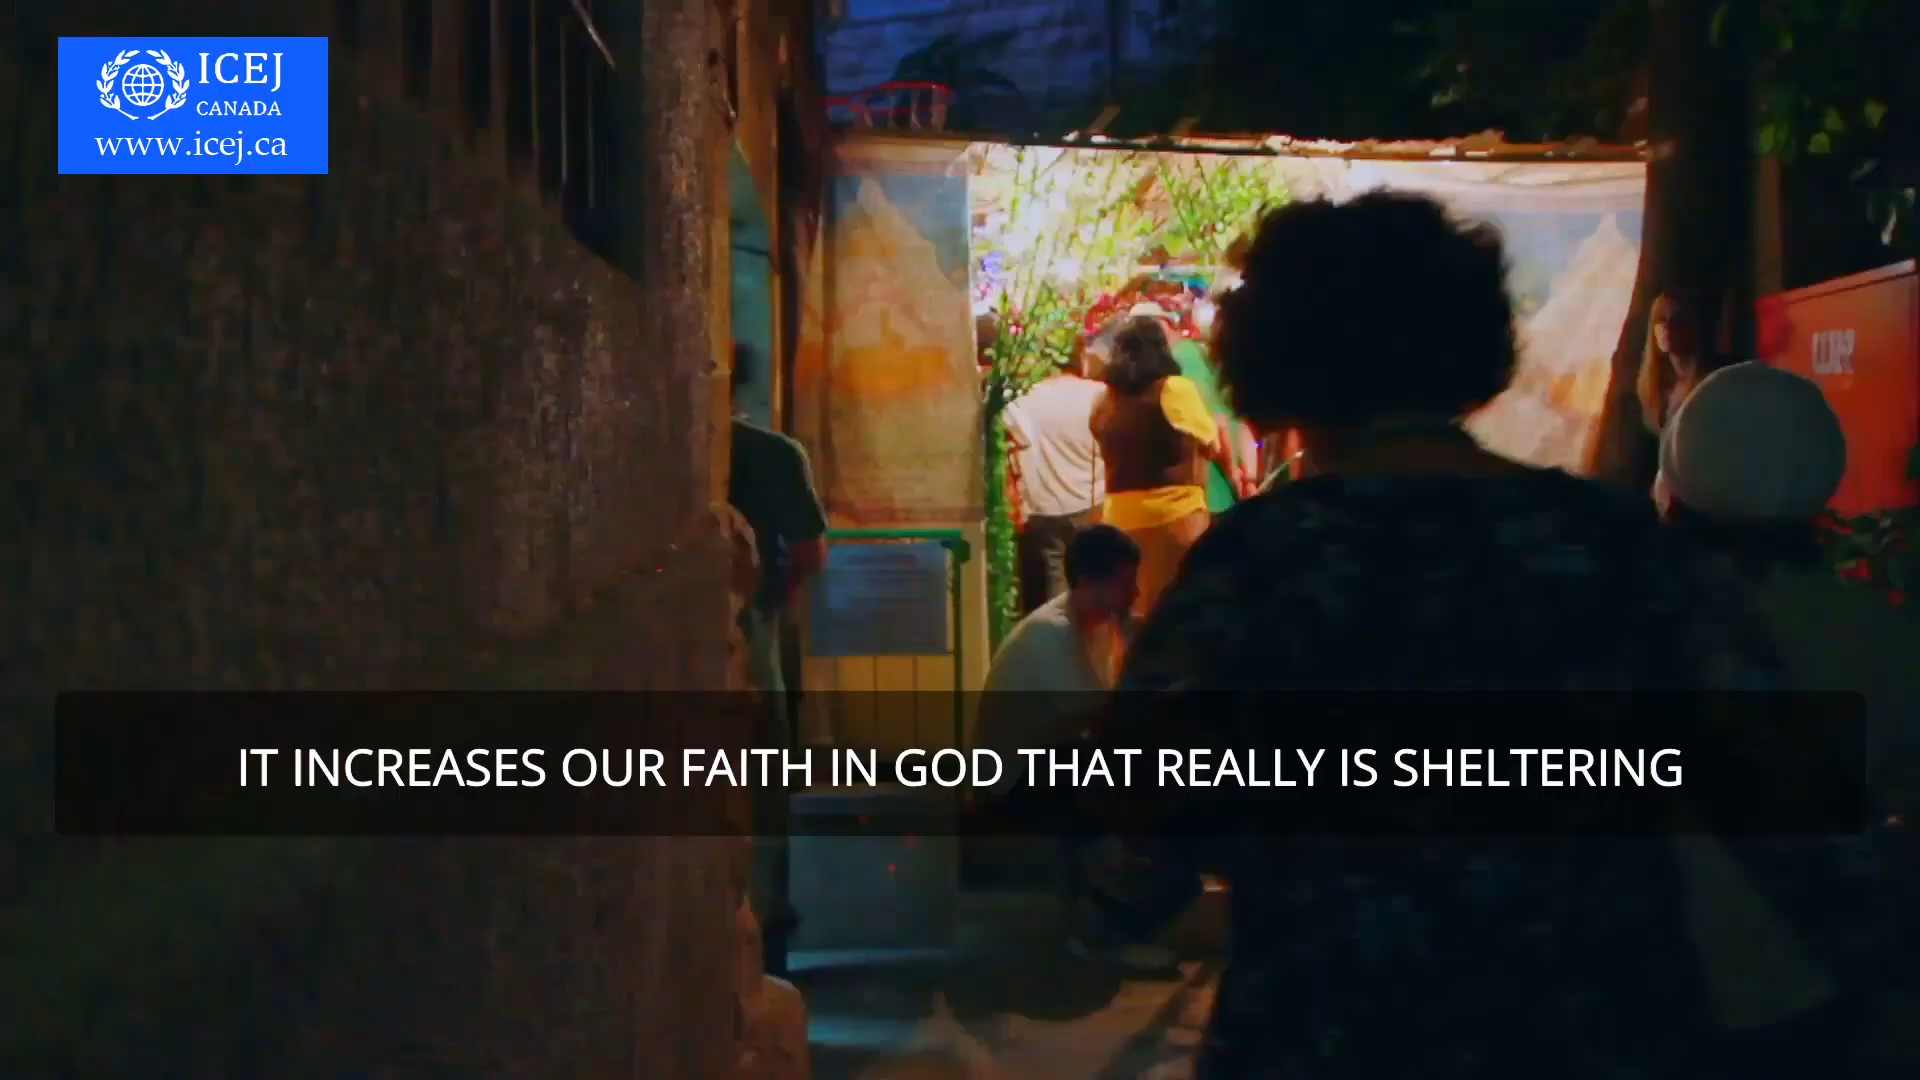 ICEJ
CANADA
www.icej.ca
IT INCREASES OUR FAITH IN GOD THAT REALLY IS SHELTERING